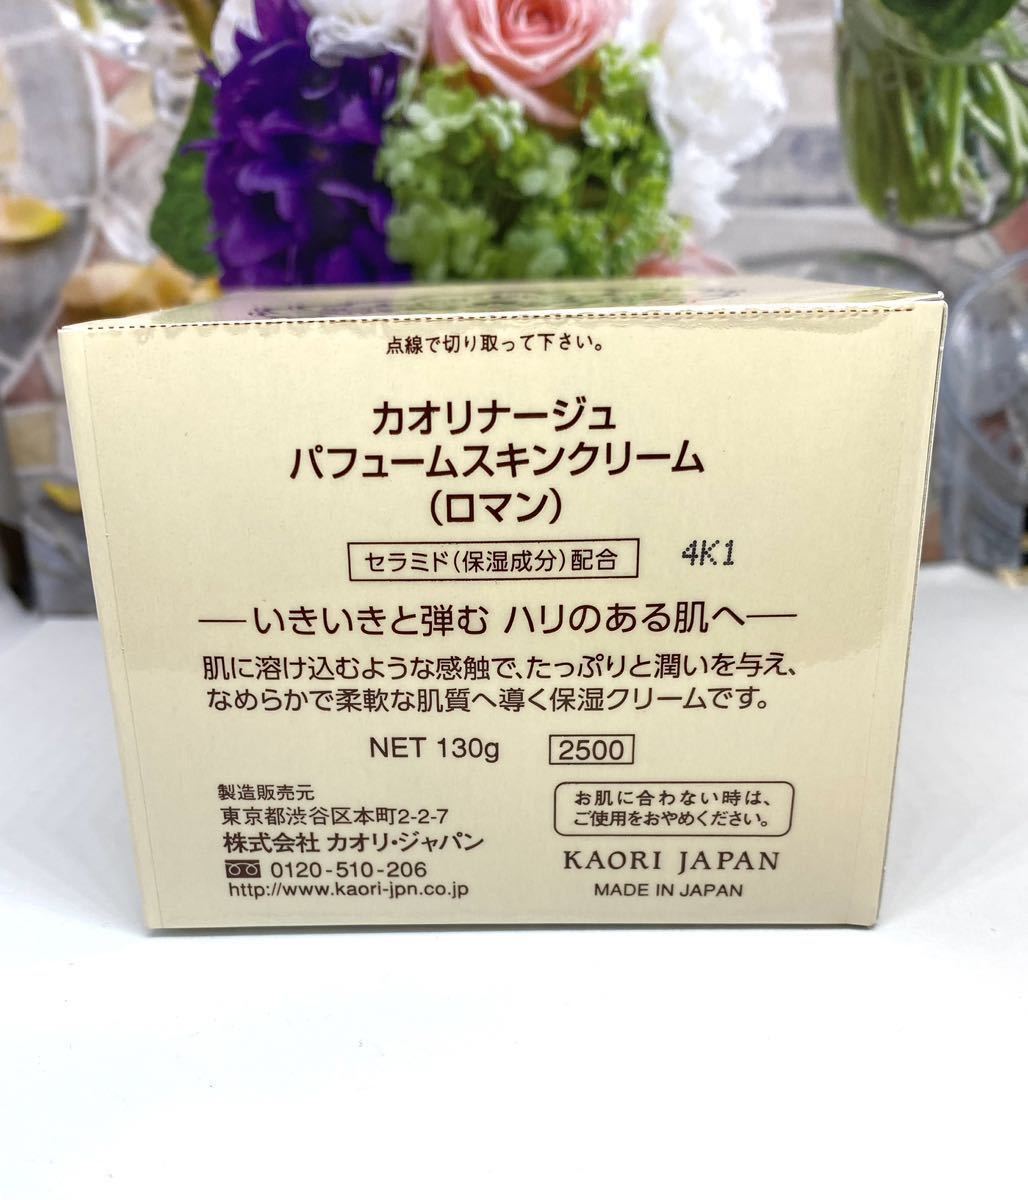 点線で切り取って下さい。
カオリナージュ
パフュームスキンクリーム
(ロマン)
セラミド(保湿成分)配合
4K1
―いきいきと弾む ハリのある肌へ―
肌に溶け込むような感触で、たっぷりと潤いを与え、
なめらかで柔軟な肌質へ導く保湿クリームです。
NET 130g 2500
製造販売元
東京都渋谷区本町2-2-7
株式会社 カオリ・ジャパン
0120-510-206
http://www.kaori-jpn.co.jp
お肌に合わない時は、
ご使用をおやめください。
KAORI JAPAN
MADE IN JAPAN